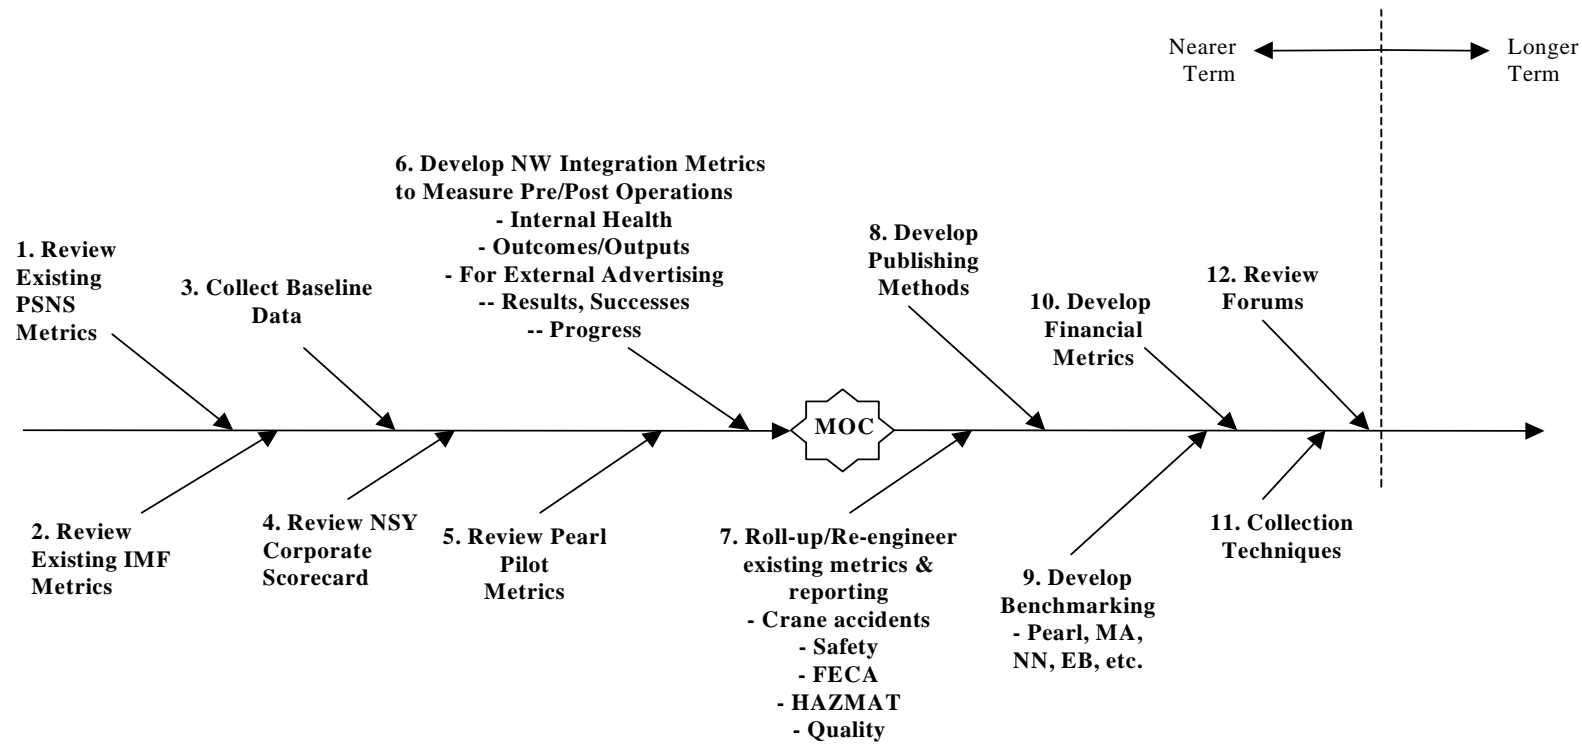 Nearer
Term
Longer
Term
6. Develop NW Integration Metrics
to Measure Pre/Post Operations
- Internal Health
- Outcomes/Outputs
- For External Advertising
-- Results, Successes
-- Progress
1. Review
Existing
PSNS
Metrics
3. Collect Baseline
Data
8. Develop
Publishing
Methods
10. Develop
Financial
Metrics
12. Review
Forums
MOC
2. Review
Existing IMF
Metrics
4. Review NSY
Corporate
Scorecard
5. Review Pearl
Pilot
Metrics
7. Roll-up/Re-engineer
existing metrics &
reporting
- Crane accidents
- Safety
- FECA
- HAZMAT
- Quality
9. Develop
Benchmarking
- Pearl, MA,
NN, EB, etc.
11. Collection
Techniques